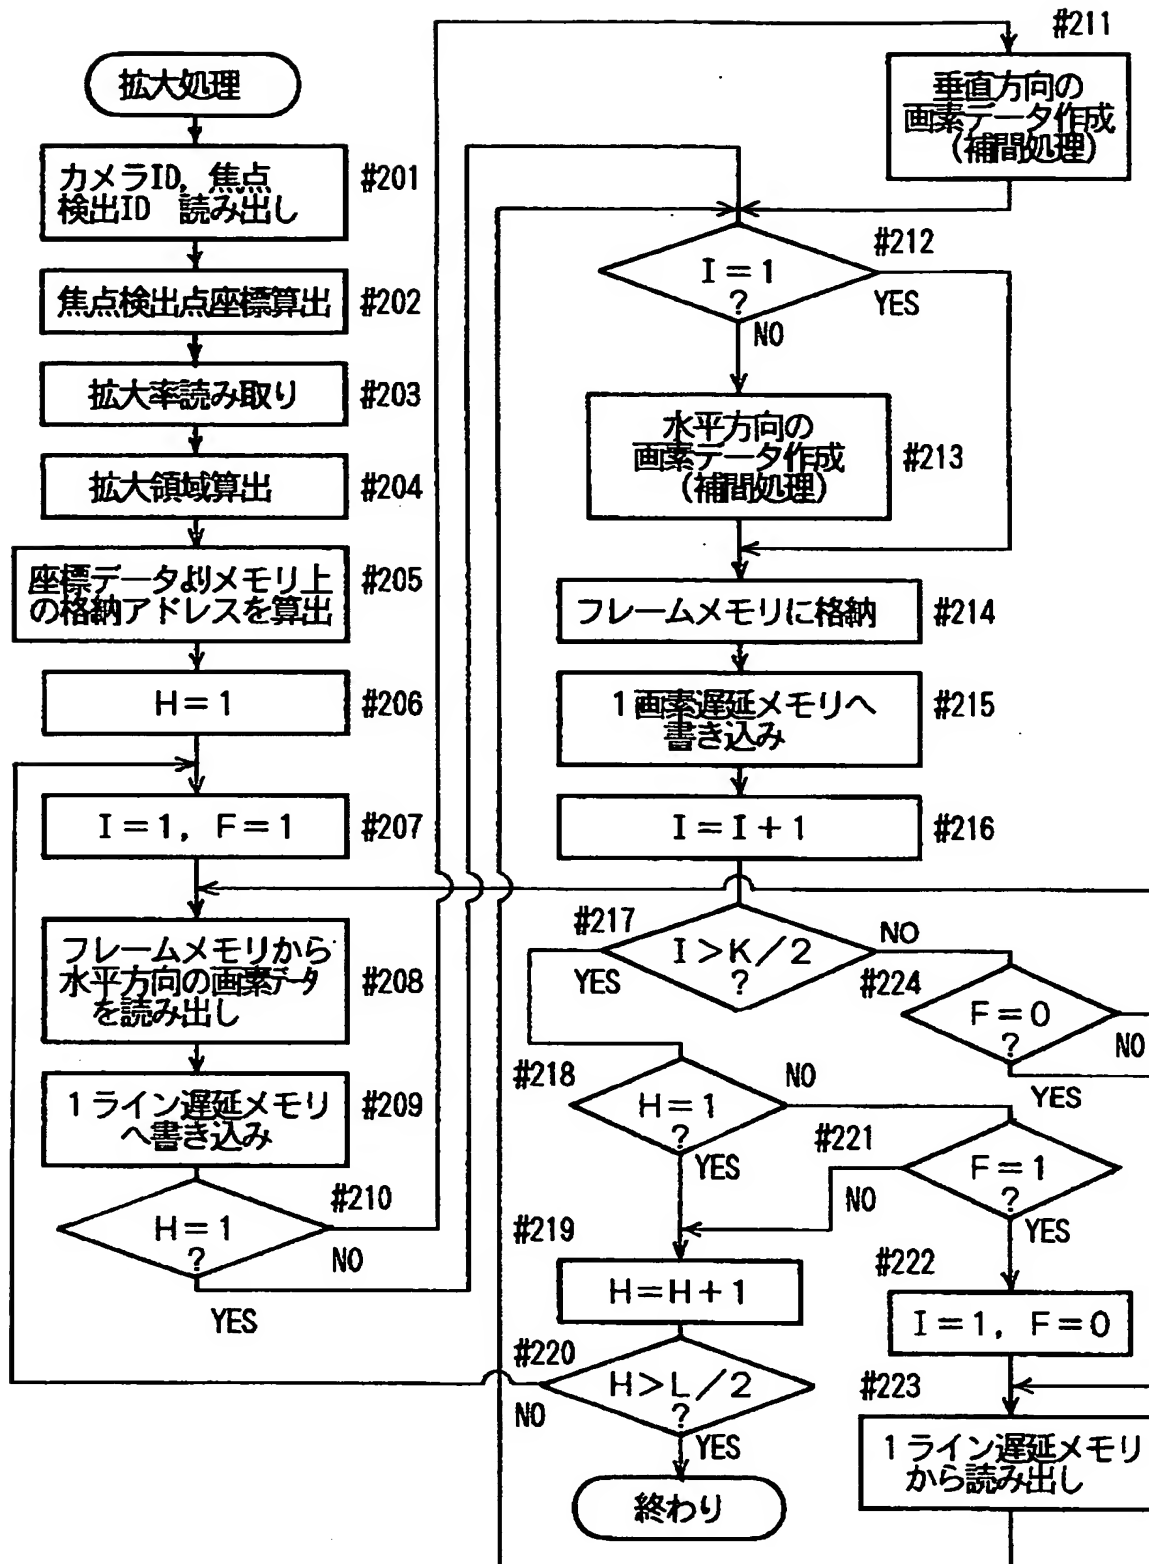 拡大処理
カメラID, 焦点
検出ID 読み出し
#201
焦点検出点座標算出
#202
拡大率読み取り
#203
拡大領域算出
#204
座標データよりメモリ上
の格納アドレスを算出
#205
H=1
#206
I=1, F=1
#207
フレームメモリから
水平方向の画素データ
を読み出し
#208
1ライン遅延メモリ
へ書き込み
#209
H=1
?
#210
NO
YES
#211
垂直方向の
画素データ作成
(補間処理)
#212
I=1
?
YES
NO
水平方向の
画素データ作成
(補間処理)
#213
フレームメモリに格納
#214
1画素遅延メモリへ
書き込み
#215
I=I+1
#216
#217
I>K/2
?
NO
YES
#224
F=0
?
NO
YES
#218
H=1
?
NO
YES
#221
F=1
?
NO
YES
#219
H=H+1
#222
I=1, F=0
#220
H>L/2
?
NO
YES
#223
1ライン遅延メモリ
から読み出し
終わり